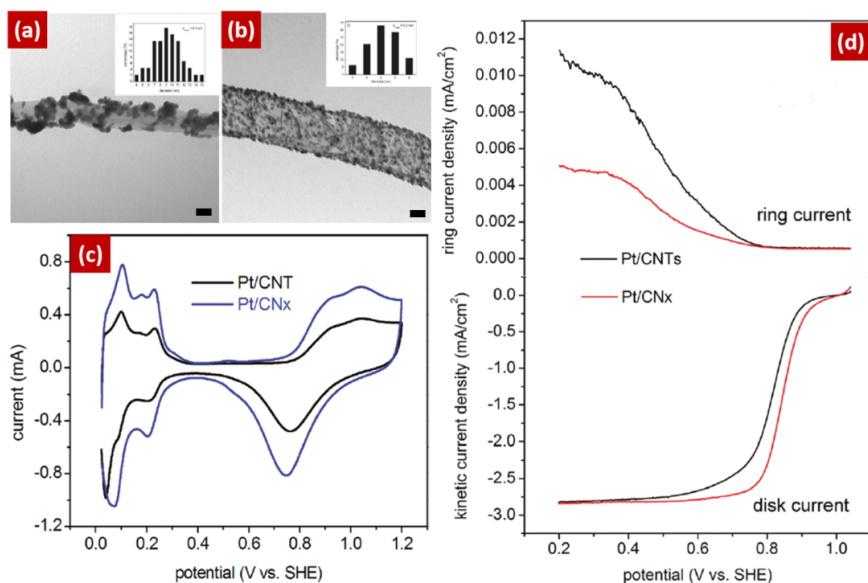 (a)
(b)
(c)
Pt/CNT
Pt/CNx
current (mA)
0.8
0.4
0.0
-0.4
-0.8
-1.2
0.0 0.2 0.4 0.6 0.8 1.0 1.2
potential (V vs. SHE)
(d)
ring current density (mA/cm²)
0.012
0.010
0.008
0.006
0.004
0.002
0.000
ring current
Pt/CNTs
Pt/CNx
kinetic current density (mA/cm²)
0.0
-0.5
-1.0
-1.5
-2.0
-2.5
-3.0
disk current
0.2 0.4 0.6 0.8 1.0
potential (V vs. SHE)